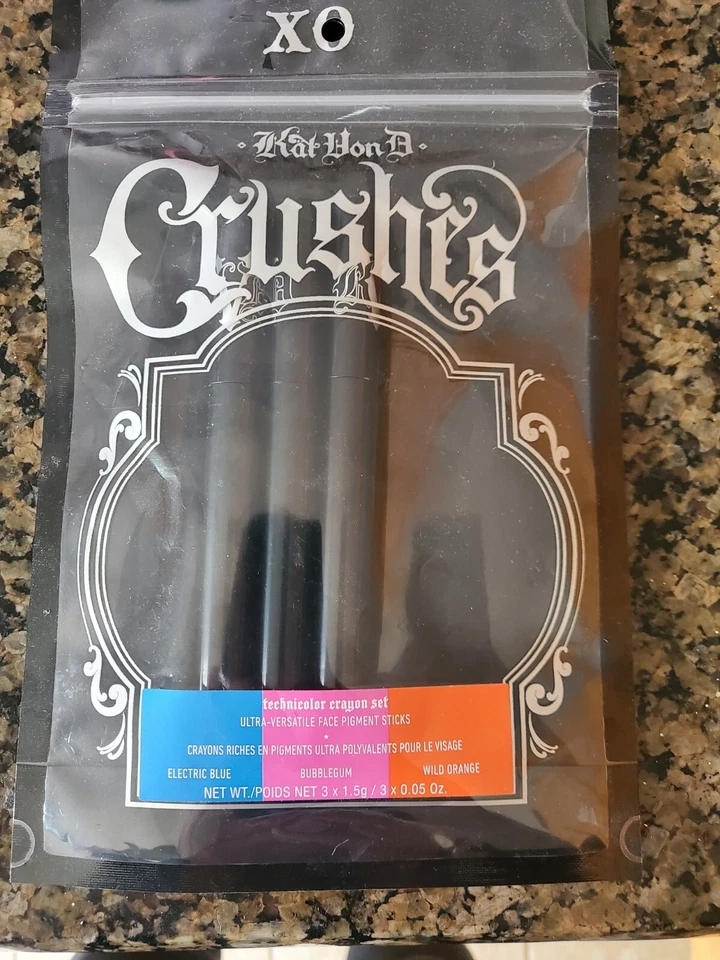 XO
Kat Von D
Crushes
technicolor crayon set
ULTRA-VERSATILE FACE PIGMENT STICKS
CRAYONS RICHES EN PIGMENTS ULTRA POLYVALENTS POUR LE VISAGE
ELECTRIC BLUE BUBBLEGUM WILD ORANGE
NET WT./POIDS NET 3 x 1.5g / 3 x 0.05 Oz.